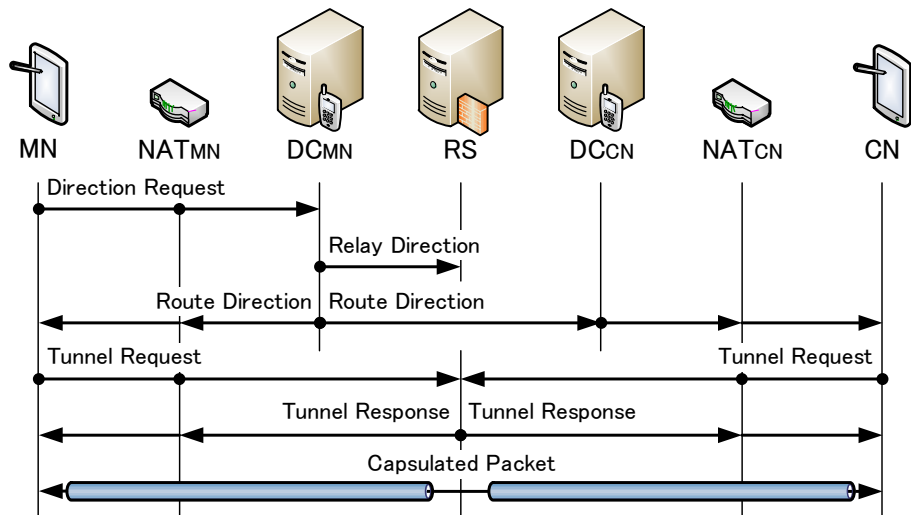 MN NATMN DCMN RS DCCN NATCN CN
Direction Request
Relay Direction
Route Direction Route Direction
Tunnel Request Tunnel Request
Tunnel Response Tunnel Response
Capsulated Packet